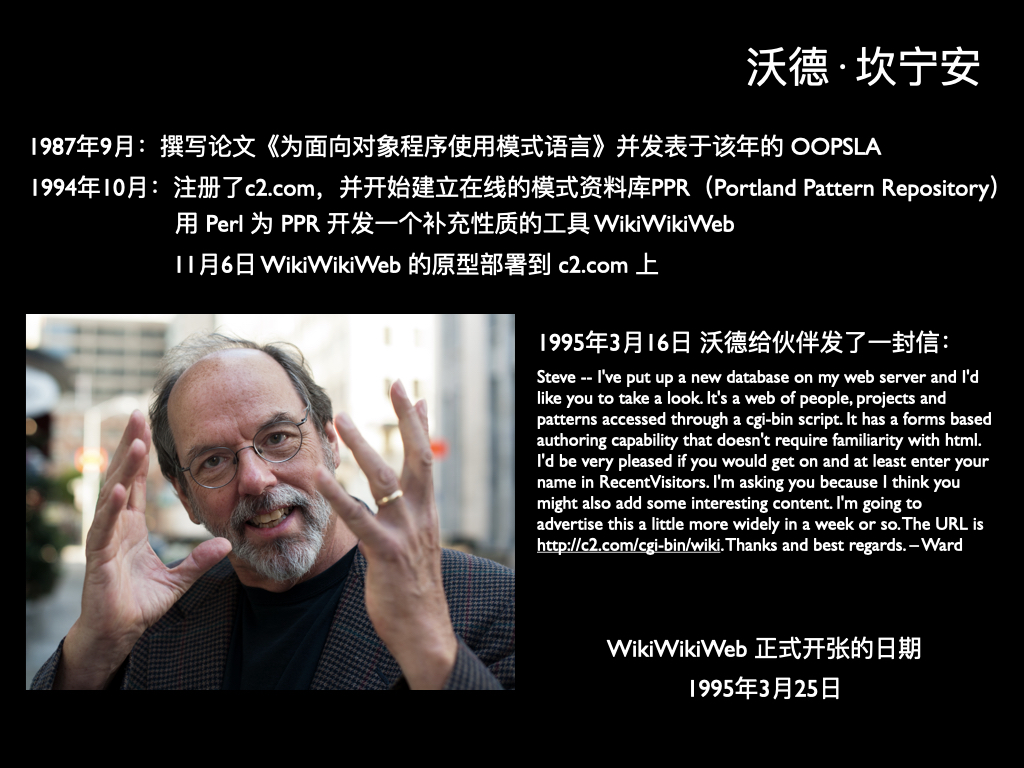 沃德·坎宁安
1987年9月：撰写论文《为面向对象程序使用模式语言》并发表于该年的 OOPSLA
1994年10月：注册了c2.com，并开始建立在线的模式资料库PPR（Portland Pattern Repository）
用 Perl 为 PPR 开发一个补充性质的工具 WikiWikiWeb
11月6日 WikiWikiWeb 的原型部署到 c2.com 上
1995年3月16日 沃德给伙伴发了一封信：
Steve -- I've put up a new database on my web server and I'd
like you to take a look. It's a web of people, projects and
patterns accessed through a cgi-bin script. It has a forms based
authoring capability that doesn't require familiarity with html.
I'd be very pleased if you would get on and at least enter your
name in RecentVisitors. I'm asking you because I think you
might also add some interesting content. I'm going to
advertise this a little more widely in a week or so. The URL is
http://c2.com/cgi-bin/wiki. Thanks and best regards. – Ward
WikiWikiWeb 正式开张的日期
1995年3月25日